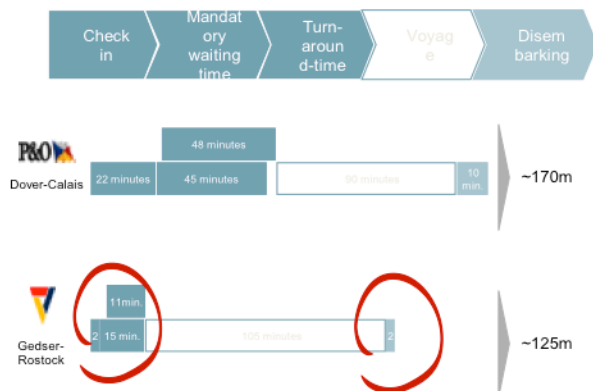 Check
in
Mandat
ory
waiting
time
Turn-
aroun
d-time
Voyag
e
Disem
barking
P&O
48 minutes
Dover-Calais
22 minutes
45 minutes
90 minutes
10
min.
~170m
11min.
2
15 min.
105 minutes
2
Gedser-
Rostock
~125m